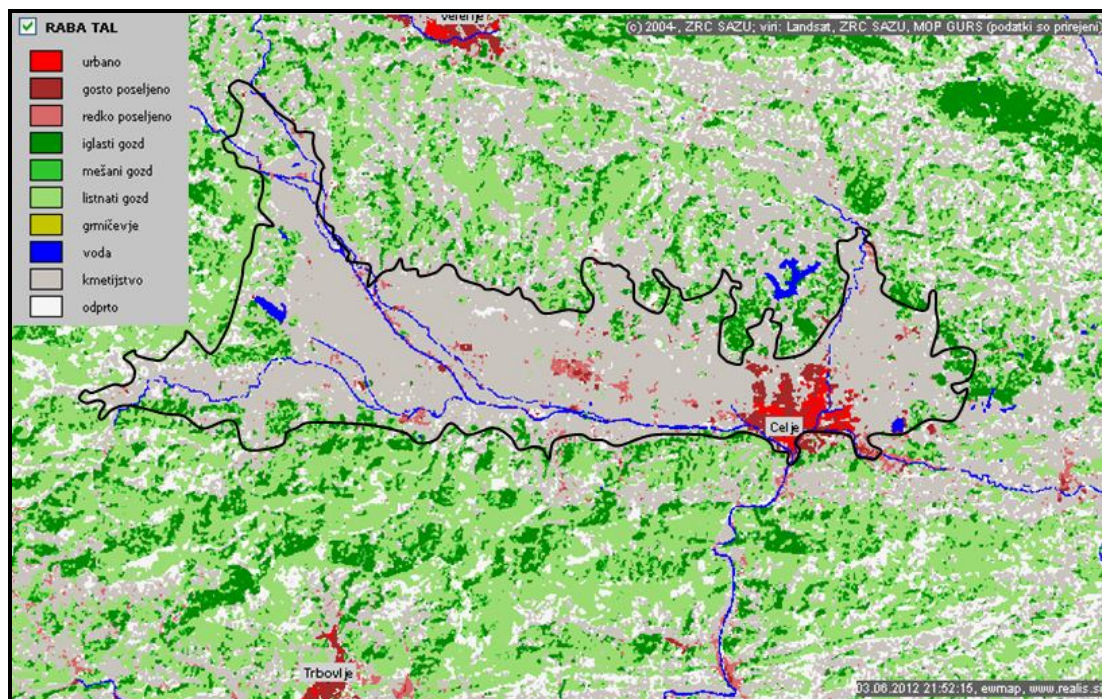 RABA TAL
urbano
gosto poseljeno
redko poseljeno
iglasti gozd
mešani gozd
listnati gozd
grmičevje
voda
kmetijstvo
odprto
Velenje
(c) 2004-, ZRC SAZU; viri: Landsat, ZRC SAZU, MOP GURS (podatki so prirejeni)
Celje
Trbovlje
03.06.2012 21:52:15, ewmap, www.realis.s